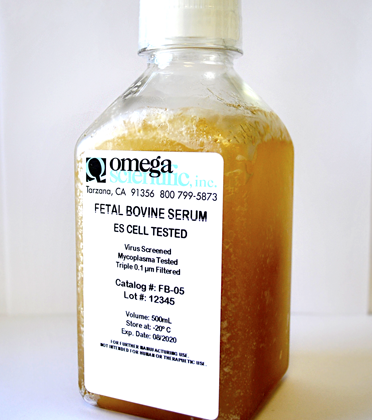 omega
scientific, inc.
Tarzana, CA 91356 800 799-5873
FETAL BOVINE SERUM
ES CELL TESTED
Virus Screened
Mycoplasma Tested
Triple 0.1 µm Filtered
Catalog #: FB-05
Lot #: 12345
Volume: 500mL
Store at: -20º C
Exp. Date: 08/2020
FOR FURTHER MANUFACTURING USE.
NOT INTENDED FOR HUMAN OR THERAPEUTIC USE.